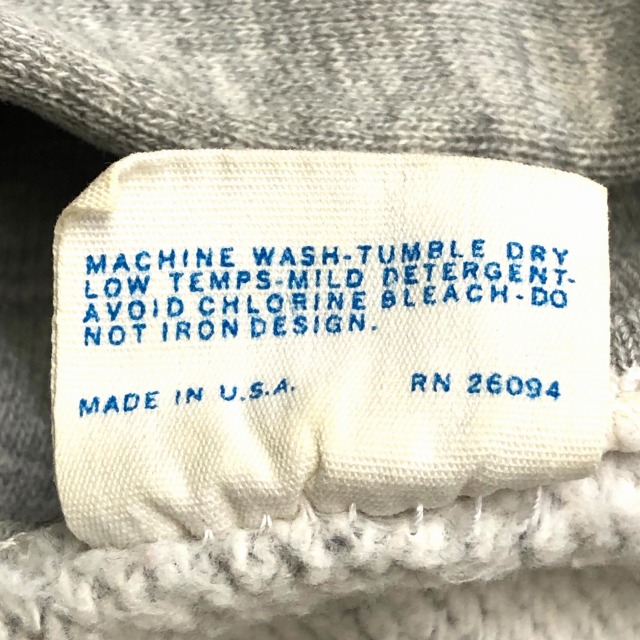 MACHINE WASH-TUMBLE DRY
LOW TEMPS-MILD DETERGENT-
AVOID CHLORINE BLEACH-DO
NOT IRON DESIGN.
MADE IN U.S.A. RN 26094